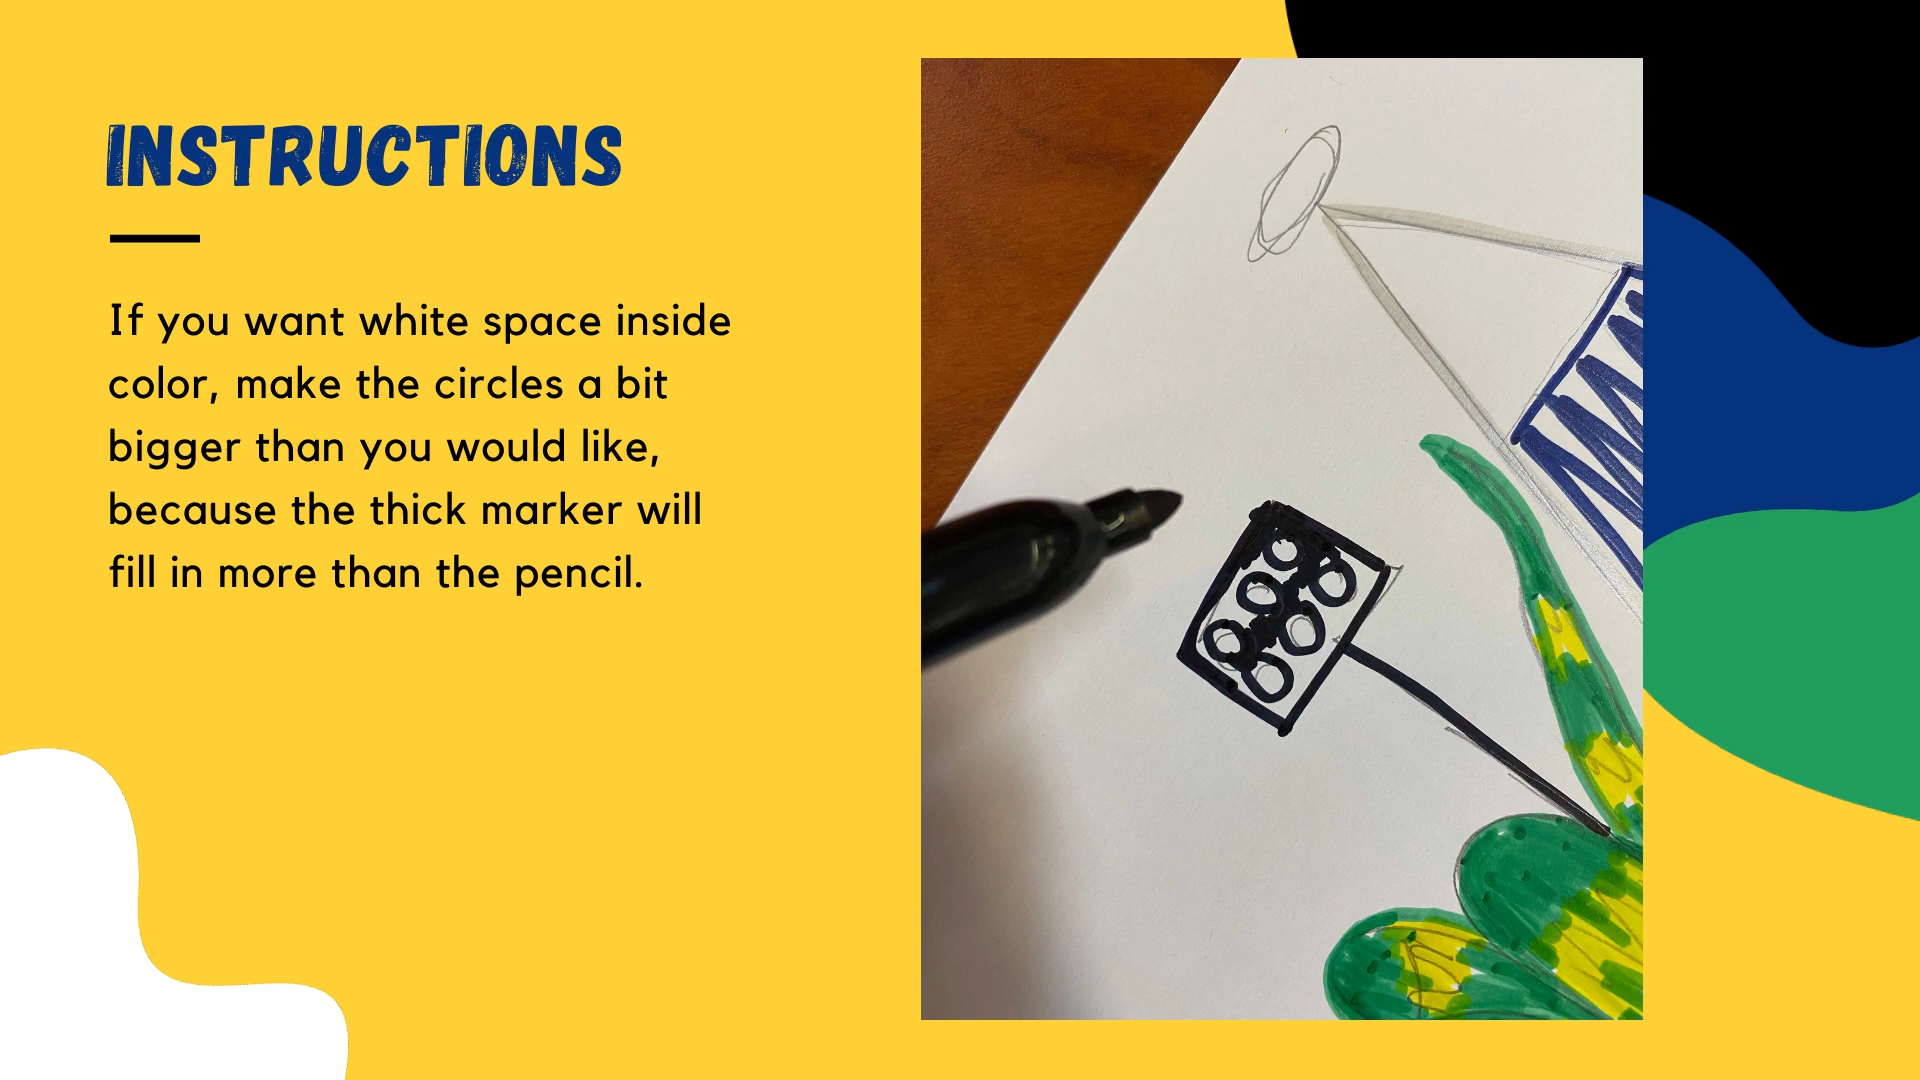 INSTRUCTIONS
If you want white space inside
color, make the circles a bit
bigger than you would like,
because the thick marker will
fill in more than the pencil.